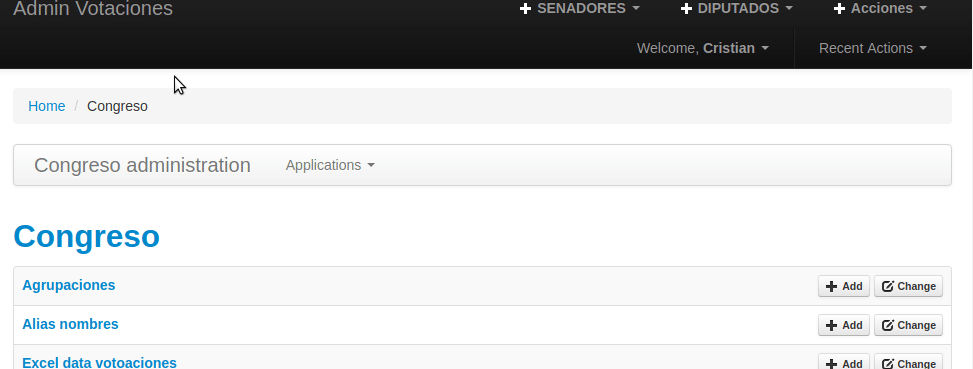 Admin Votaciones SENADORES DIPUTADOS Acciones
Welcome, Cristian Recent Actions
Home / Congreso
Congreso administration Applications
Congreso
Agrupaciones Add Change
Alias nombres Add Change
Excel data votoaciones Add Change